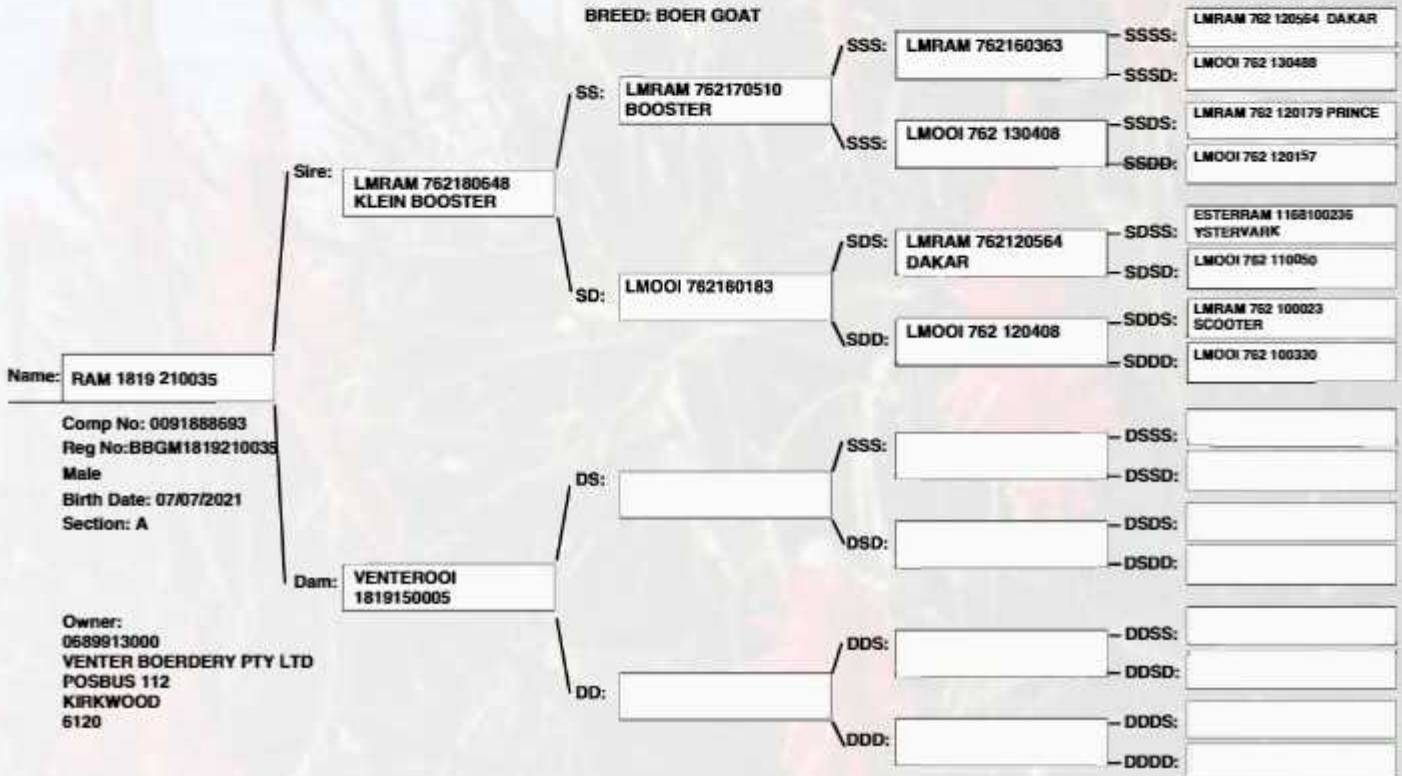 BREED: BOER GOAT
Name: RAM 1819 210035
Comp No: 0091888693
Reg No:BBGM1819210035
Male
Birth Date: 07/07/2021
Section: A
Owner:
0689913000
VENTER BOERDERY PTY LTD
POSBUS 112
KIRKWOOD
6120
Sire: LMRAM 762180648
KLEIN BOOSTER
Dam: VENTEROOI
1819150005
SS: LMRAM 762170510
BOOSTER
SD: LMOOI 762160183
DS:
DD:
SSS: LMRAM 762160363
SSS: LMOOI 762 130408
SDS: LMRAM 762120564
DAKAR
SDD: LMOOI 762 120408
SSS:
DSD:
DDS:
DDD:
SSSS: LMRAM 762 120564 DAKAR
SSSD: LMOOI 762 130488
SSDS: LMRAM 762 120179 PRINCE
SSDD: LMOOI 762 120157
SDSS: ESTERRAM 1168100236
YSTERVARK
SDSD: LMOOI 762 110050
SDDS: LMRAM 762 100023
SCOOTER
SDDD: LMOOI 762 100330
DSSS:
DSSD:
DSDS:
DSDD:
DDSS:
DDSD:
DDDS:
DDDD: